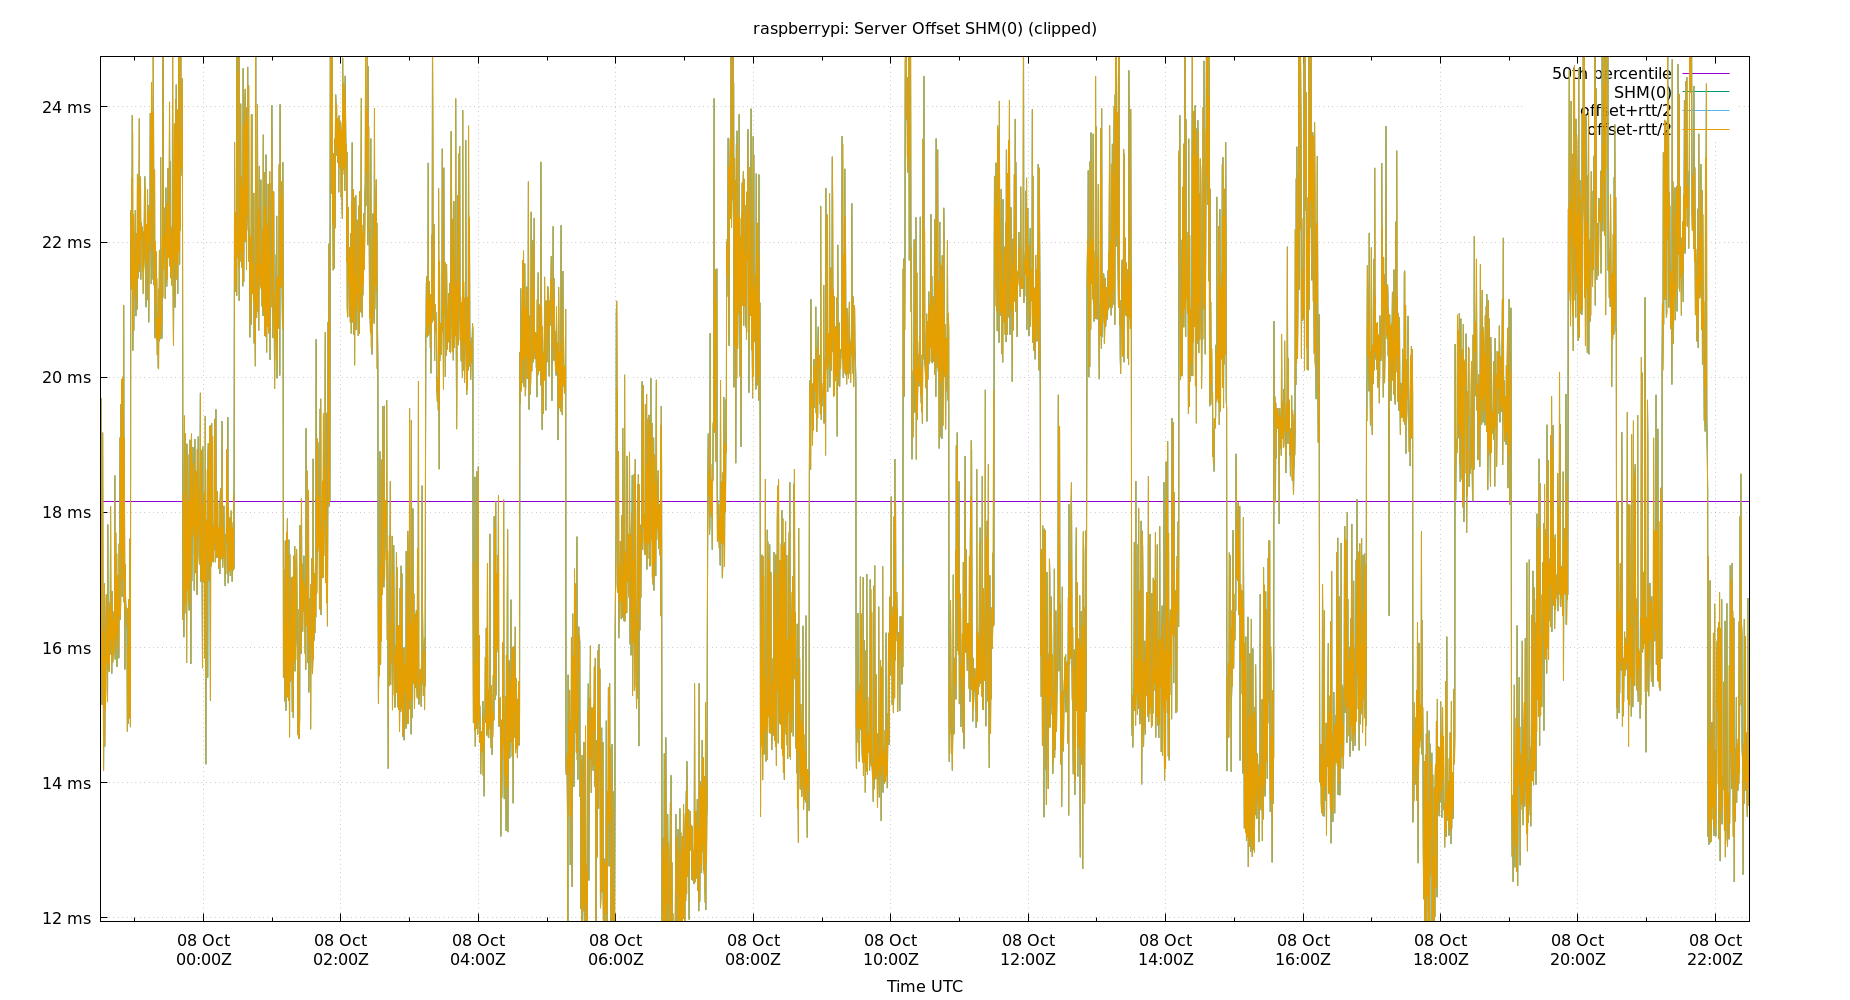 raspberrypi: Server Offset SHM(0) (clipped)
50th percentile
SHM(0)
offset+rtt/2
offset-rtt/2
24 ms
22 ms
20 ms
18 ms
16 ms
14 ms
12 ms
08 Oct 08 Oct 08 Oct 08 Oct 08 Oct 08 Oct 08 Oct 08 Oct 08 Oct 08 Oct 08 Oct 08 Oct
00:00Z 02:00Z 04:00Z 06:00Z 08:00Z 10:00Z 12:00Z 14:00Z 16:00Z 18:00Z 20:00Z 22:00Z
Time UTC